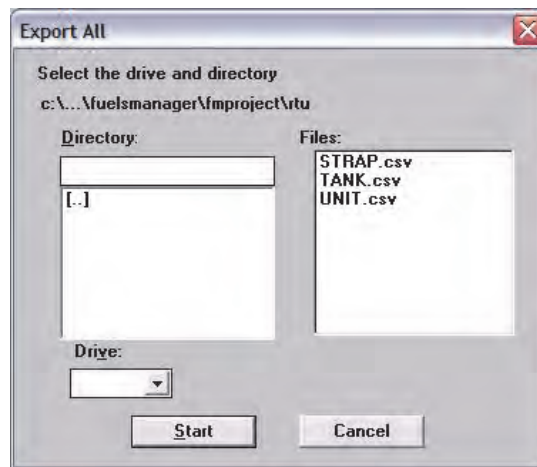 Export All
Select the drive and directory
c:\...\fuelsmanager\fmproject\rtu
Directory:
[..]
Files:
STRAP.csv
TANK.csv
UNIT.csv
Drive:
Start
Cancel